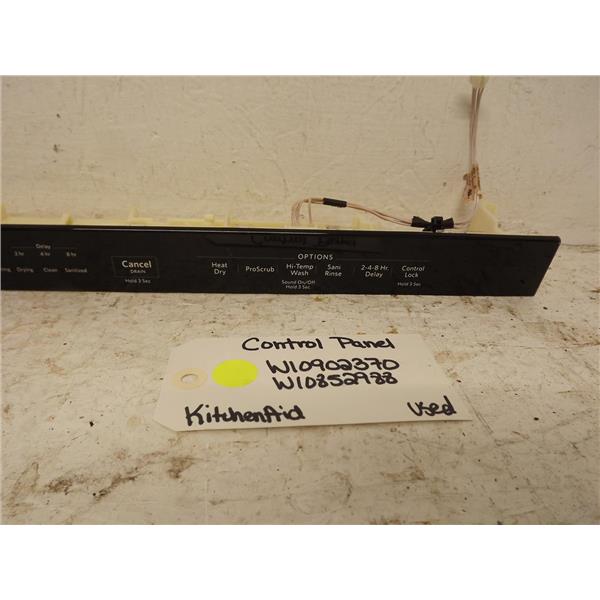 Delay
3 hr 4 hr 8 hr
Drying Clean Sanitized
Cancel
DRAIN
Hold 3 Sec
OPTIONS
Heat
Dry
ProScrub
Hi-Temp
Wash
Sound On/Off
Hold 3 Sec
Sani
Rinse
2-4-8 Hr.
Delay
Control
Lock
Hold 3 Sec
Control Panel
W10902370
W10852988
KitchenAid Used